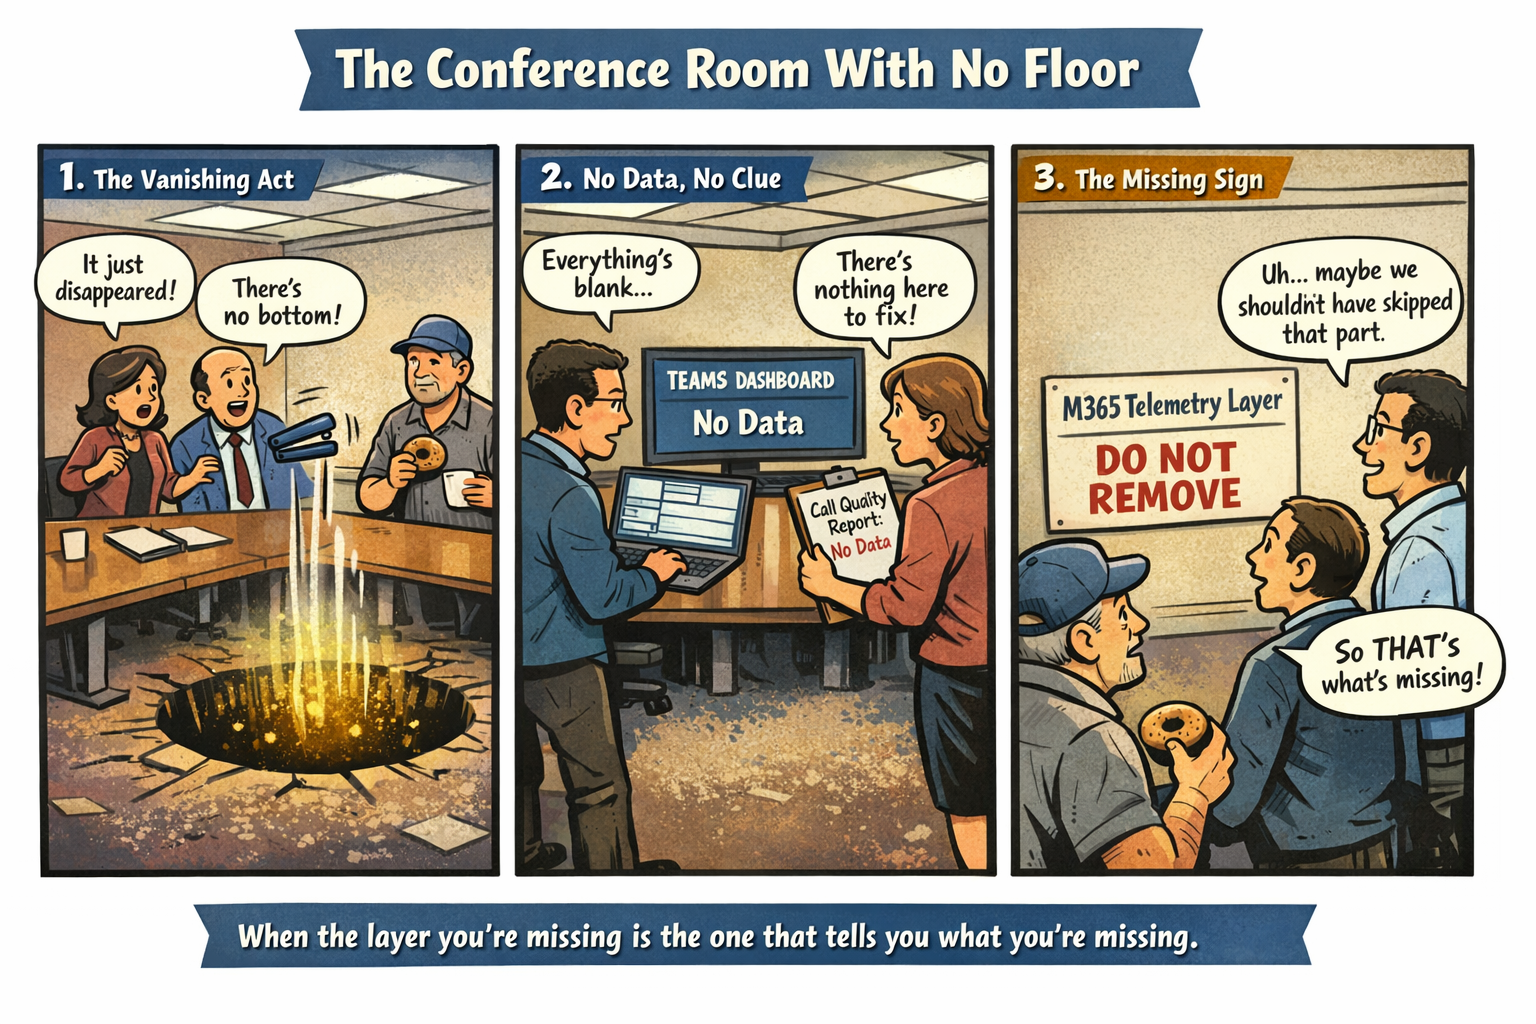 The Conference Room With No Floor
1. The Vanishing Act
It just
disappeared!
There's
no bottom!
2. No Data, No Clue
Everything's
blank...
There's
nothing here
to fix!
TEAMS DASHBOARD
No Data
Call Quality
Report:
No Data
3. The Missing Sign
Uh... maybe we
shouldn't have skipped
that part.
M365 Telemetry Layer
DO NOT
REMOVE
So THAT's
what's missing!
When the layer you're missing is the one that tells you what you're missing.